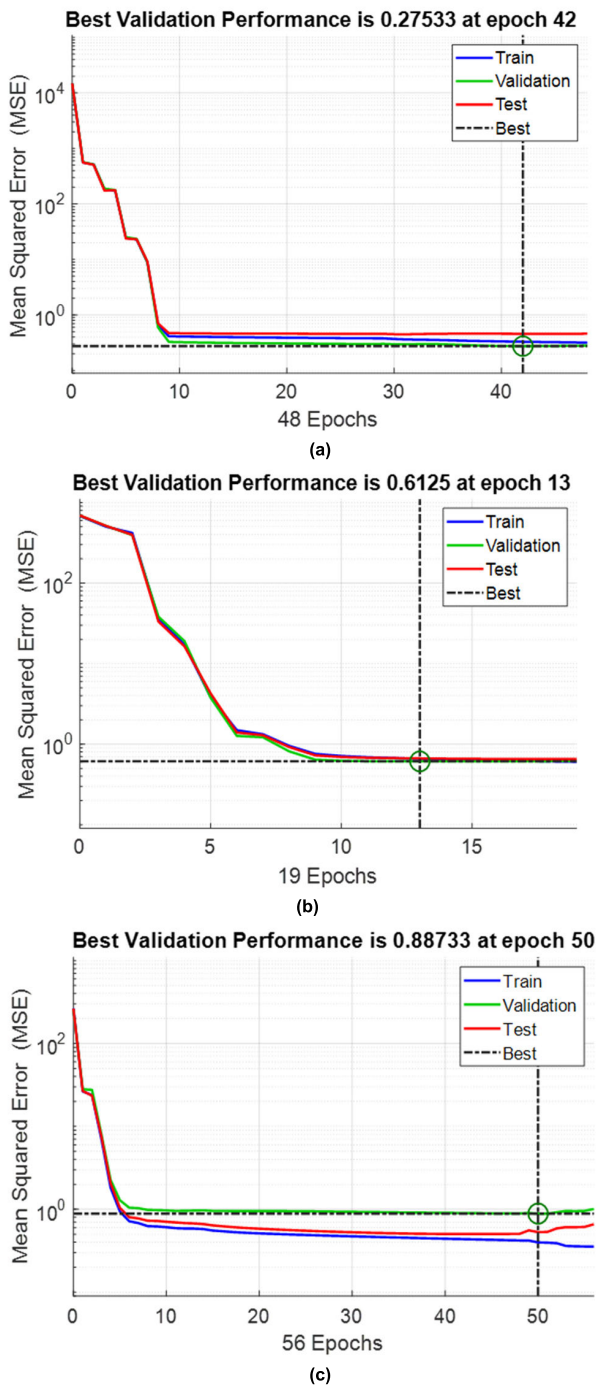 Best Validation Performance is 0.27533 at epoch 42
Mean Squared Error (MSE)
10^4
10^2
10^0
Train
Validation
Test
Best
0 10 20 30 40
48 Epochs
(a)
Best Validation Performance is 0.6125 at epoch 13
Mean Squared Error (MSE)
10^2
10^0
Train
Validation
Test
Best
0 5 10 15
19 Epochs
(b)
Best Validation Performance is 0.88733 at epoch 50
Mean Squared Error (MSE)
10^2
10^0
Train
Validation
Test
Best
0 10 20 30 40 50
56 Epochs
(c)